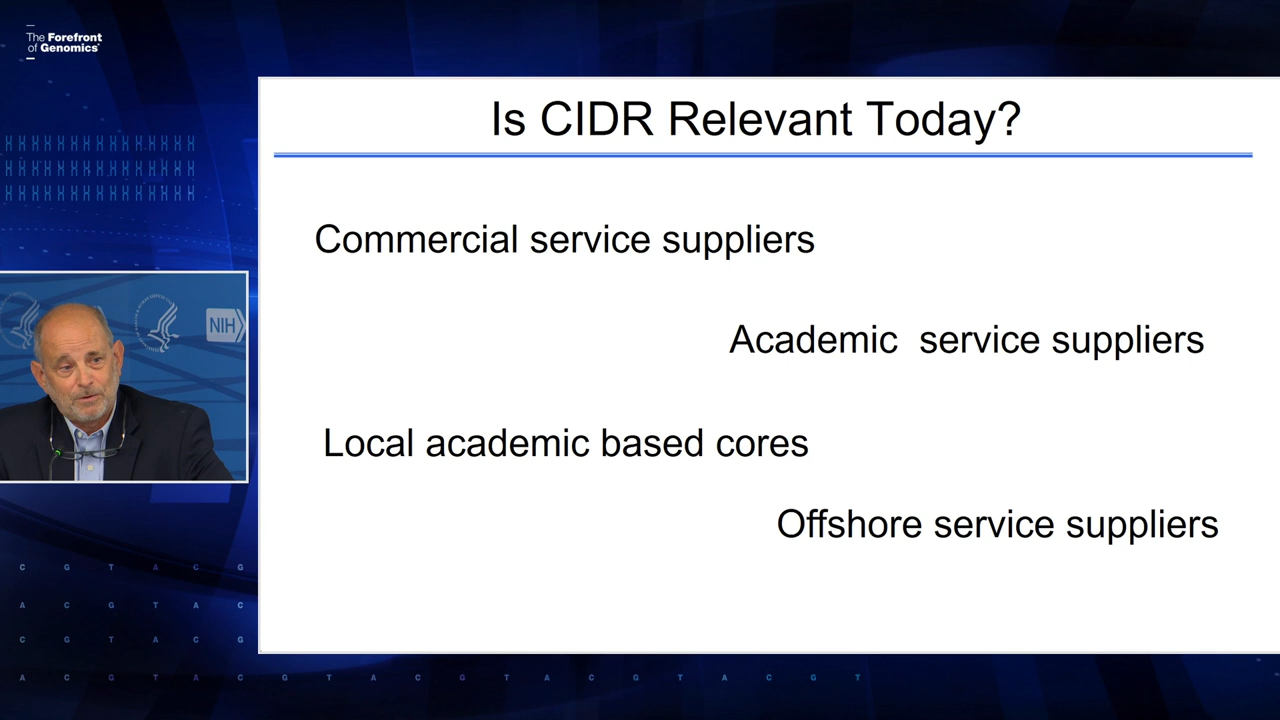 The Forefront
of Genomics
Is CIDR Relevant Today?
Commercial service suppliers
Academic service suppliers
Local academic based cores
Offshore service suppliers
NIH
C G T A C G
A C G T A C
C G T A C G
A C G T A C G T A C G T A C G T A C G T